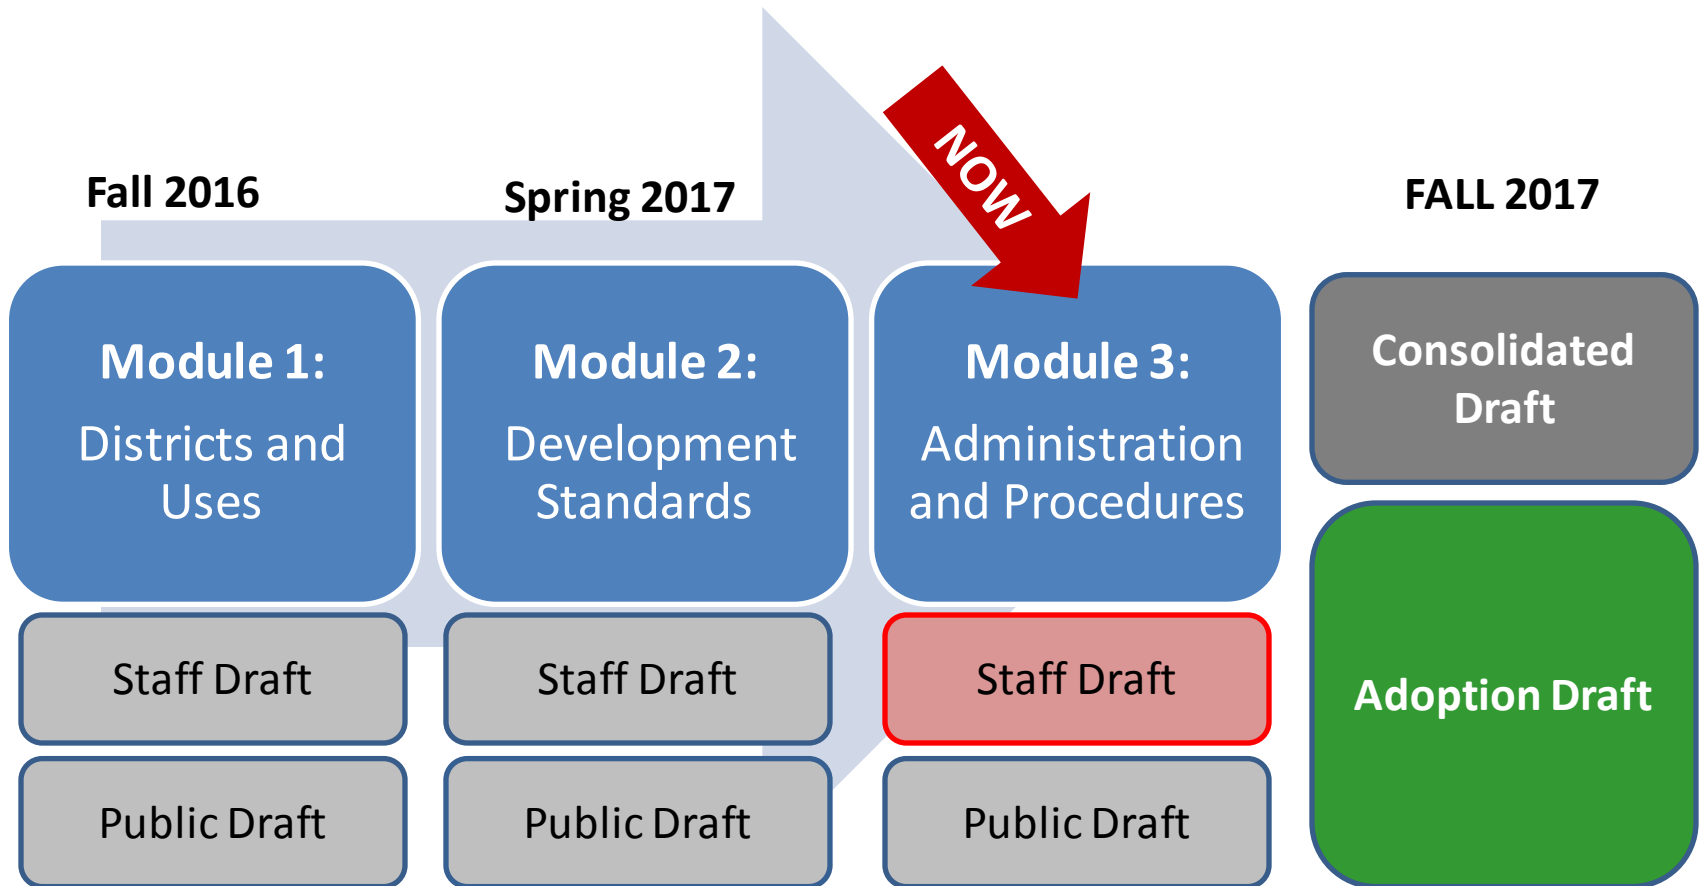 Fall 2016
Spring 2017
NOW
FALL 2017
Module 1:
Districts and
Uses
Staff Draft
Public Draft
Module 2:
Development
Standards
Staff Draft
Public Draft
Module 3:
Administration
and Procedures
Staff Draft
Public Draft
Consolidated
Draft
Adoption Draft